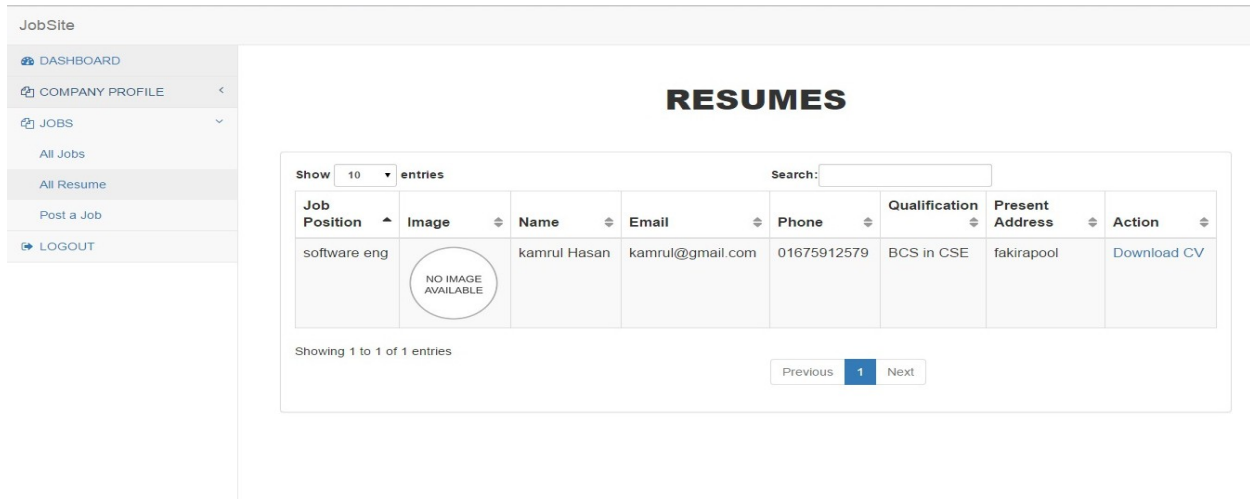 JobSite
DASHBOARD
COMPANY PROFILE
JOBS
All Jobs
All Resume
Post a Job
LOGOUT
RESUMES
Show 10 entries Search:
Job Position Image Name Email Phone Qualification Present Address Action
software eng NO IMAGE AVAILABLE kamrul Hasan kamrul@gmail.com 01675912579 BCS in CSE fakirapool Download CV
Showing 1 to 1 of 1 entries
Previous 1 Next